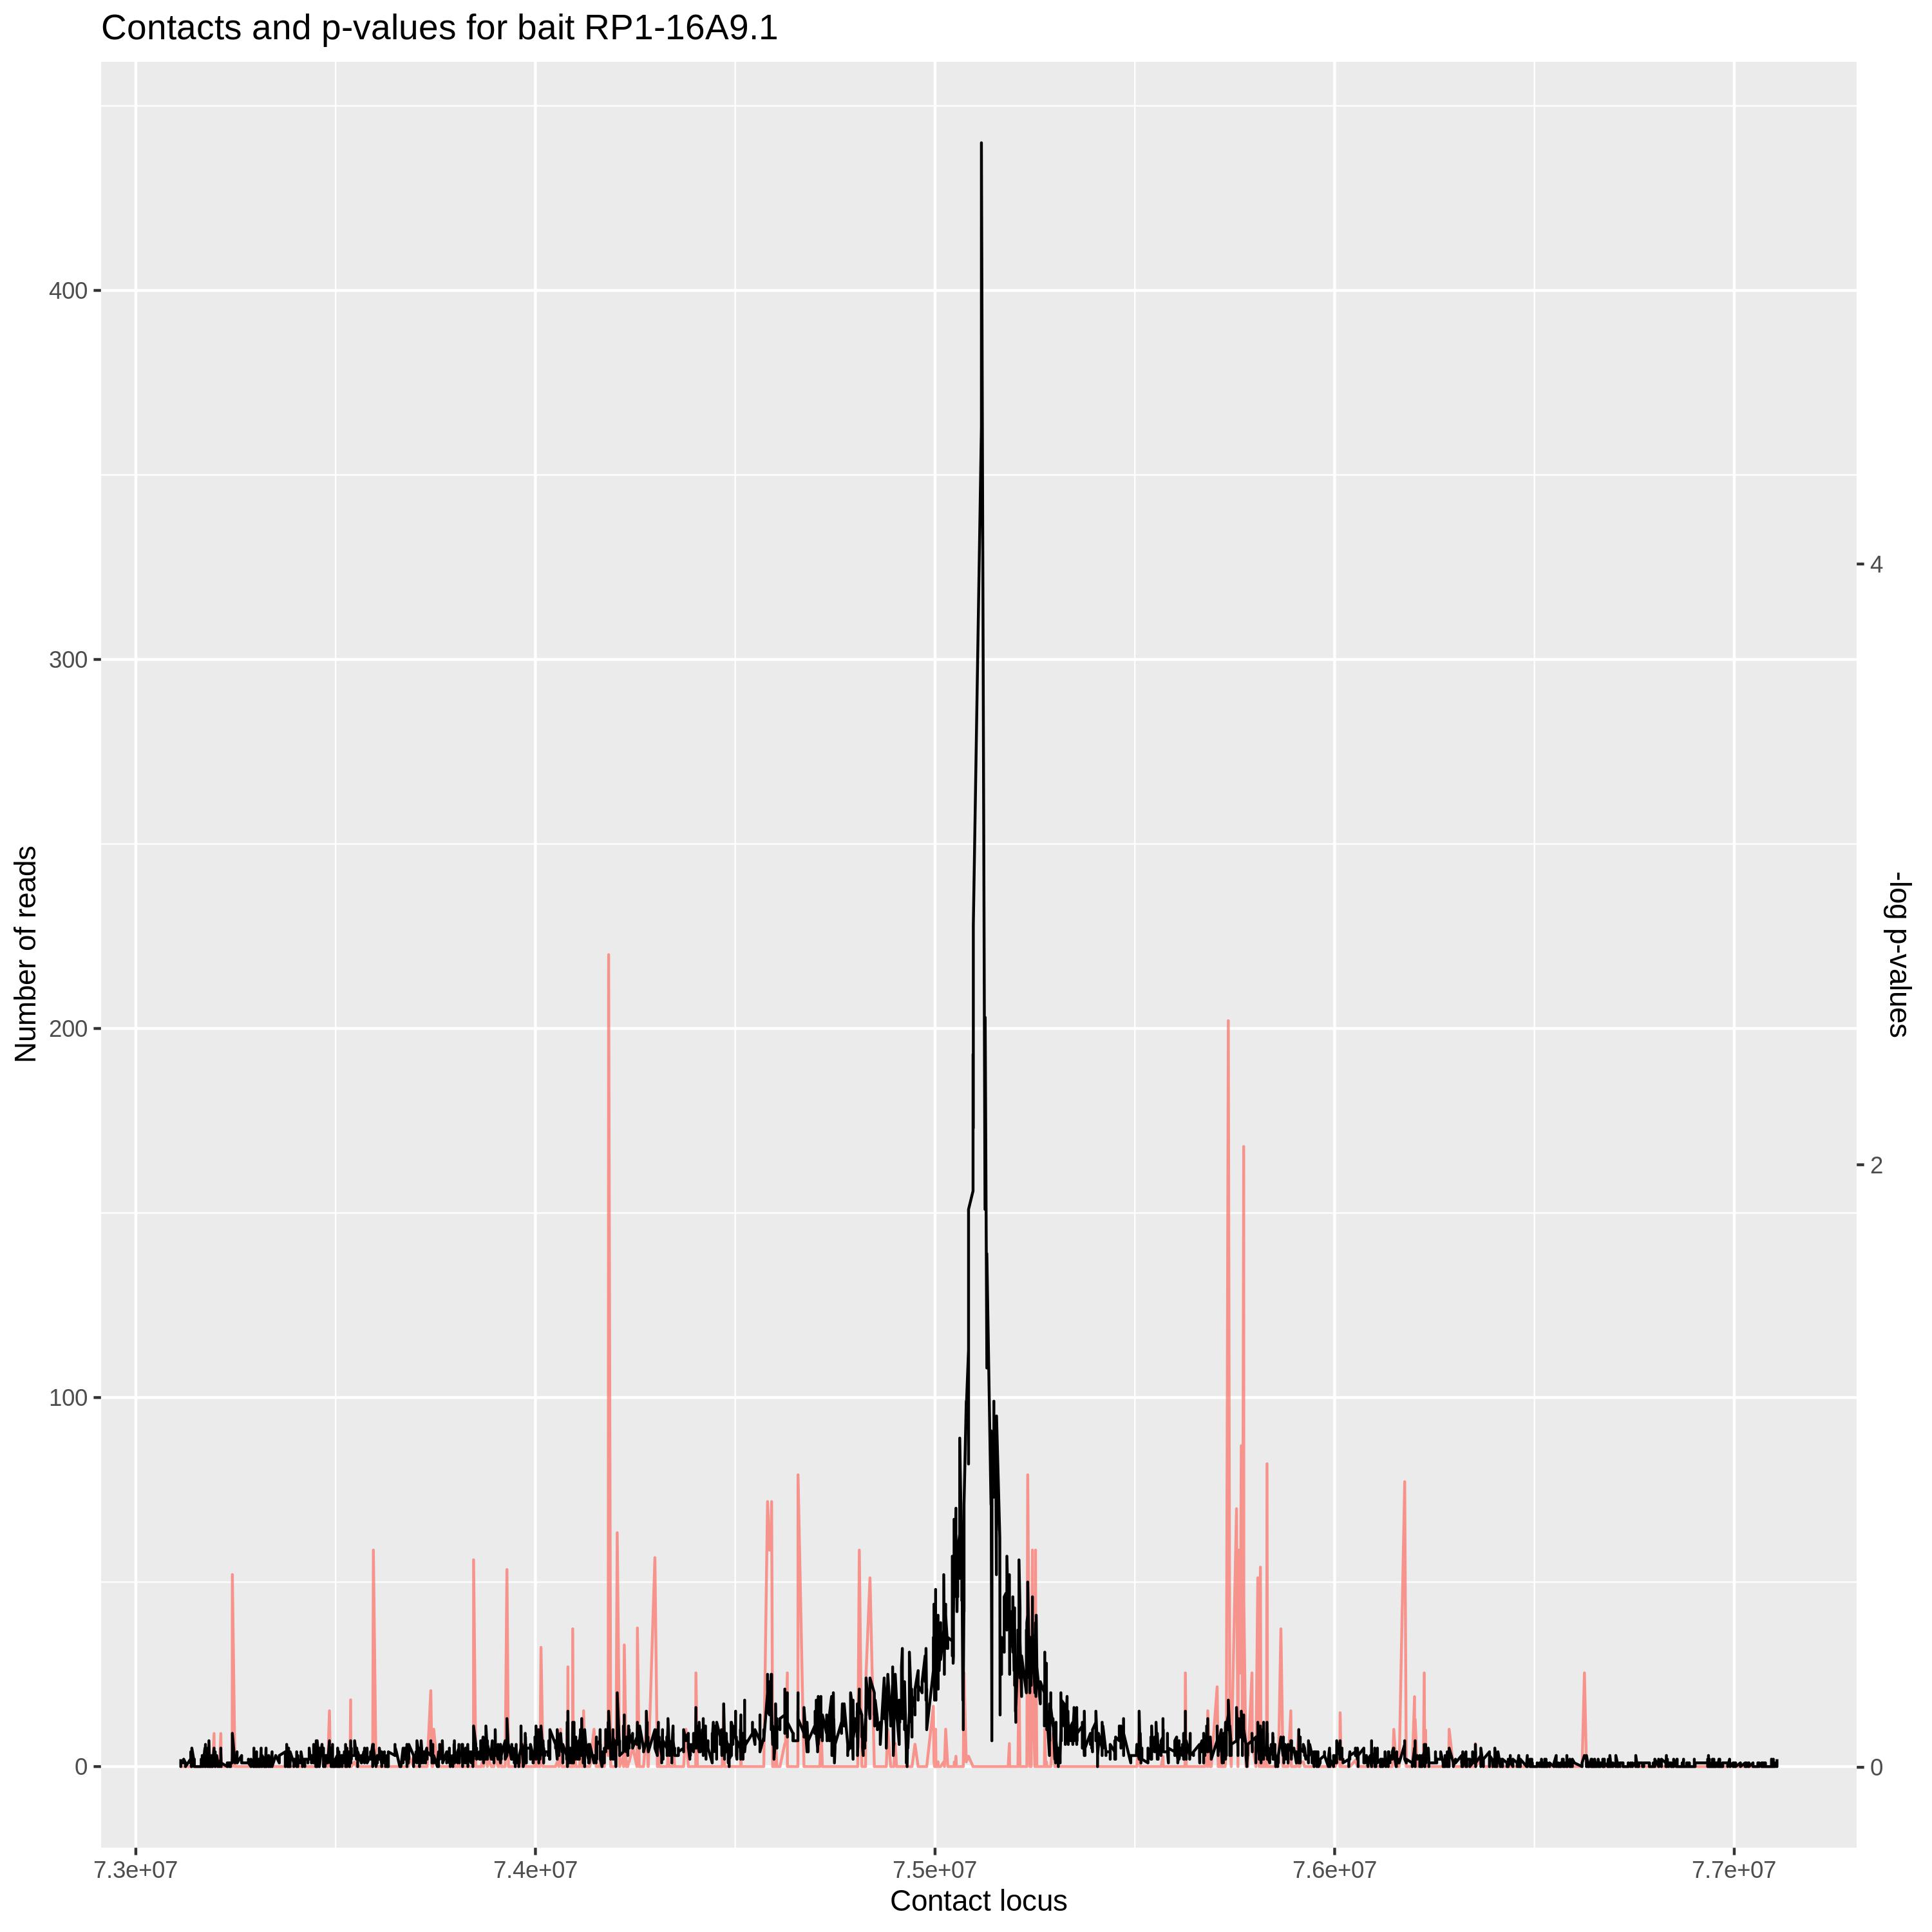 Contacts and p-values for bait RP1-16A9.1
Number of reads
400
300
200
100
0
4
2
0
-log p-values
7.3e+07
7.4e+07
7.5e+07
7.6e+07
7.7e+07
Contact locus